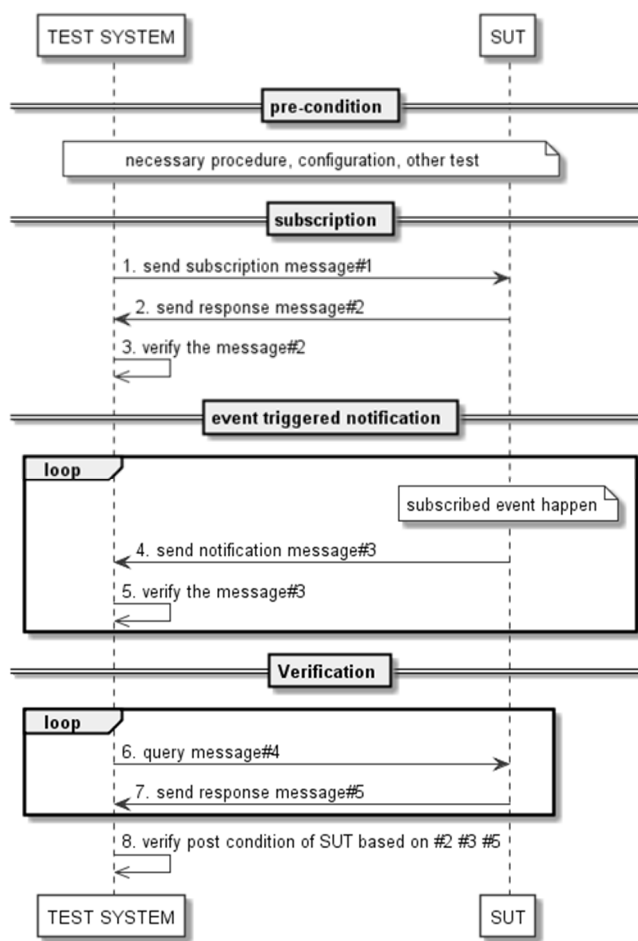 TEST SYSTEM SUT
pre-condition
necessary procedure, configuration, other test
subscription
1. send subscription message#1
2. send response message#2
3. verify the message#2
event triggered notification
loop
subscribed event happen
4. send notification message#3
5. verify the message#3
Verification
loop
6. query message#4
7. send response message#5
8. verify post condition of SUT based on #2 #3 #5
TEST SYSTEM SUT